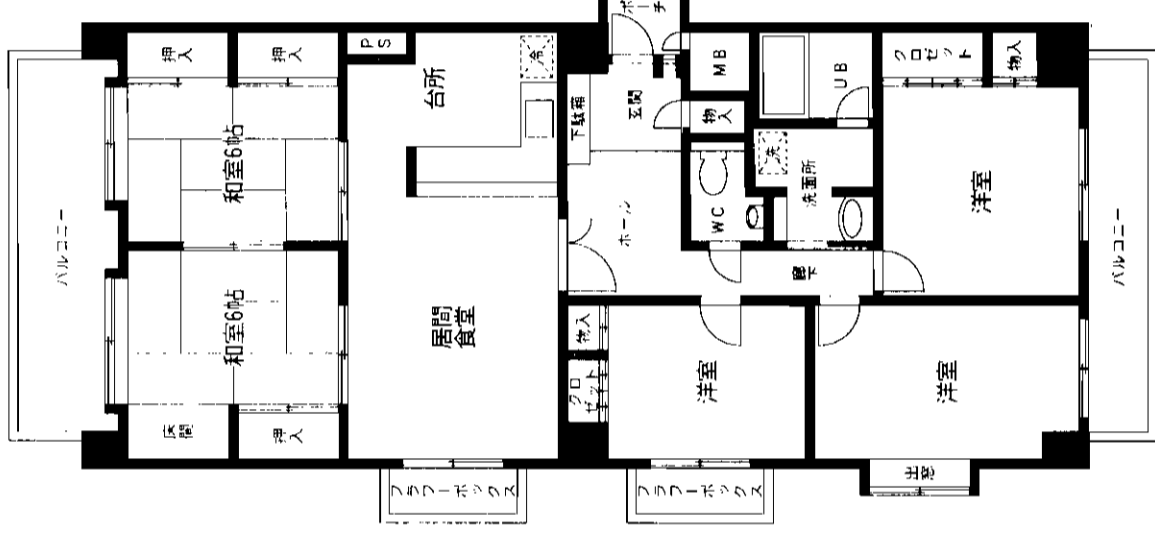 ポーチ
押入
押入
PS
台所
冷
下駄箱
玄関
MB
物入
UB
クロゼット
物入
バルコニー
和室6帖
和室6帖
居間
食堂
ホール
WC
洗
洗面所
廊下
洋室
バルコニー
床間
押入
物入
クロゼット
洋室
洋室
フラワーボックス
フラワーボックス
出窓